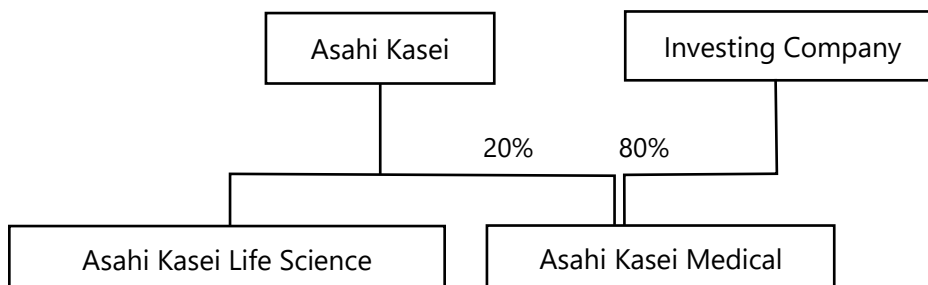 Asahi Kasei
Investing Company
20%
80%
Asahi Kasei Life Science
Asahi Kasei Medical